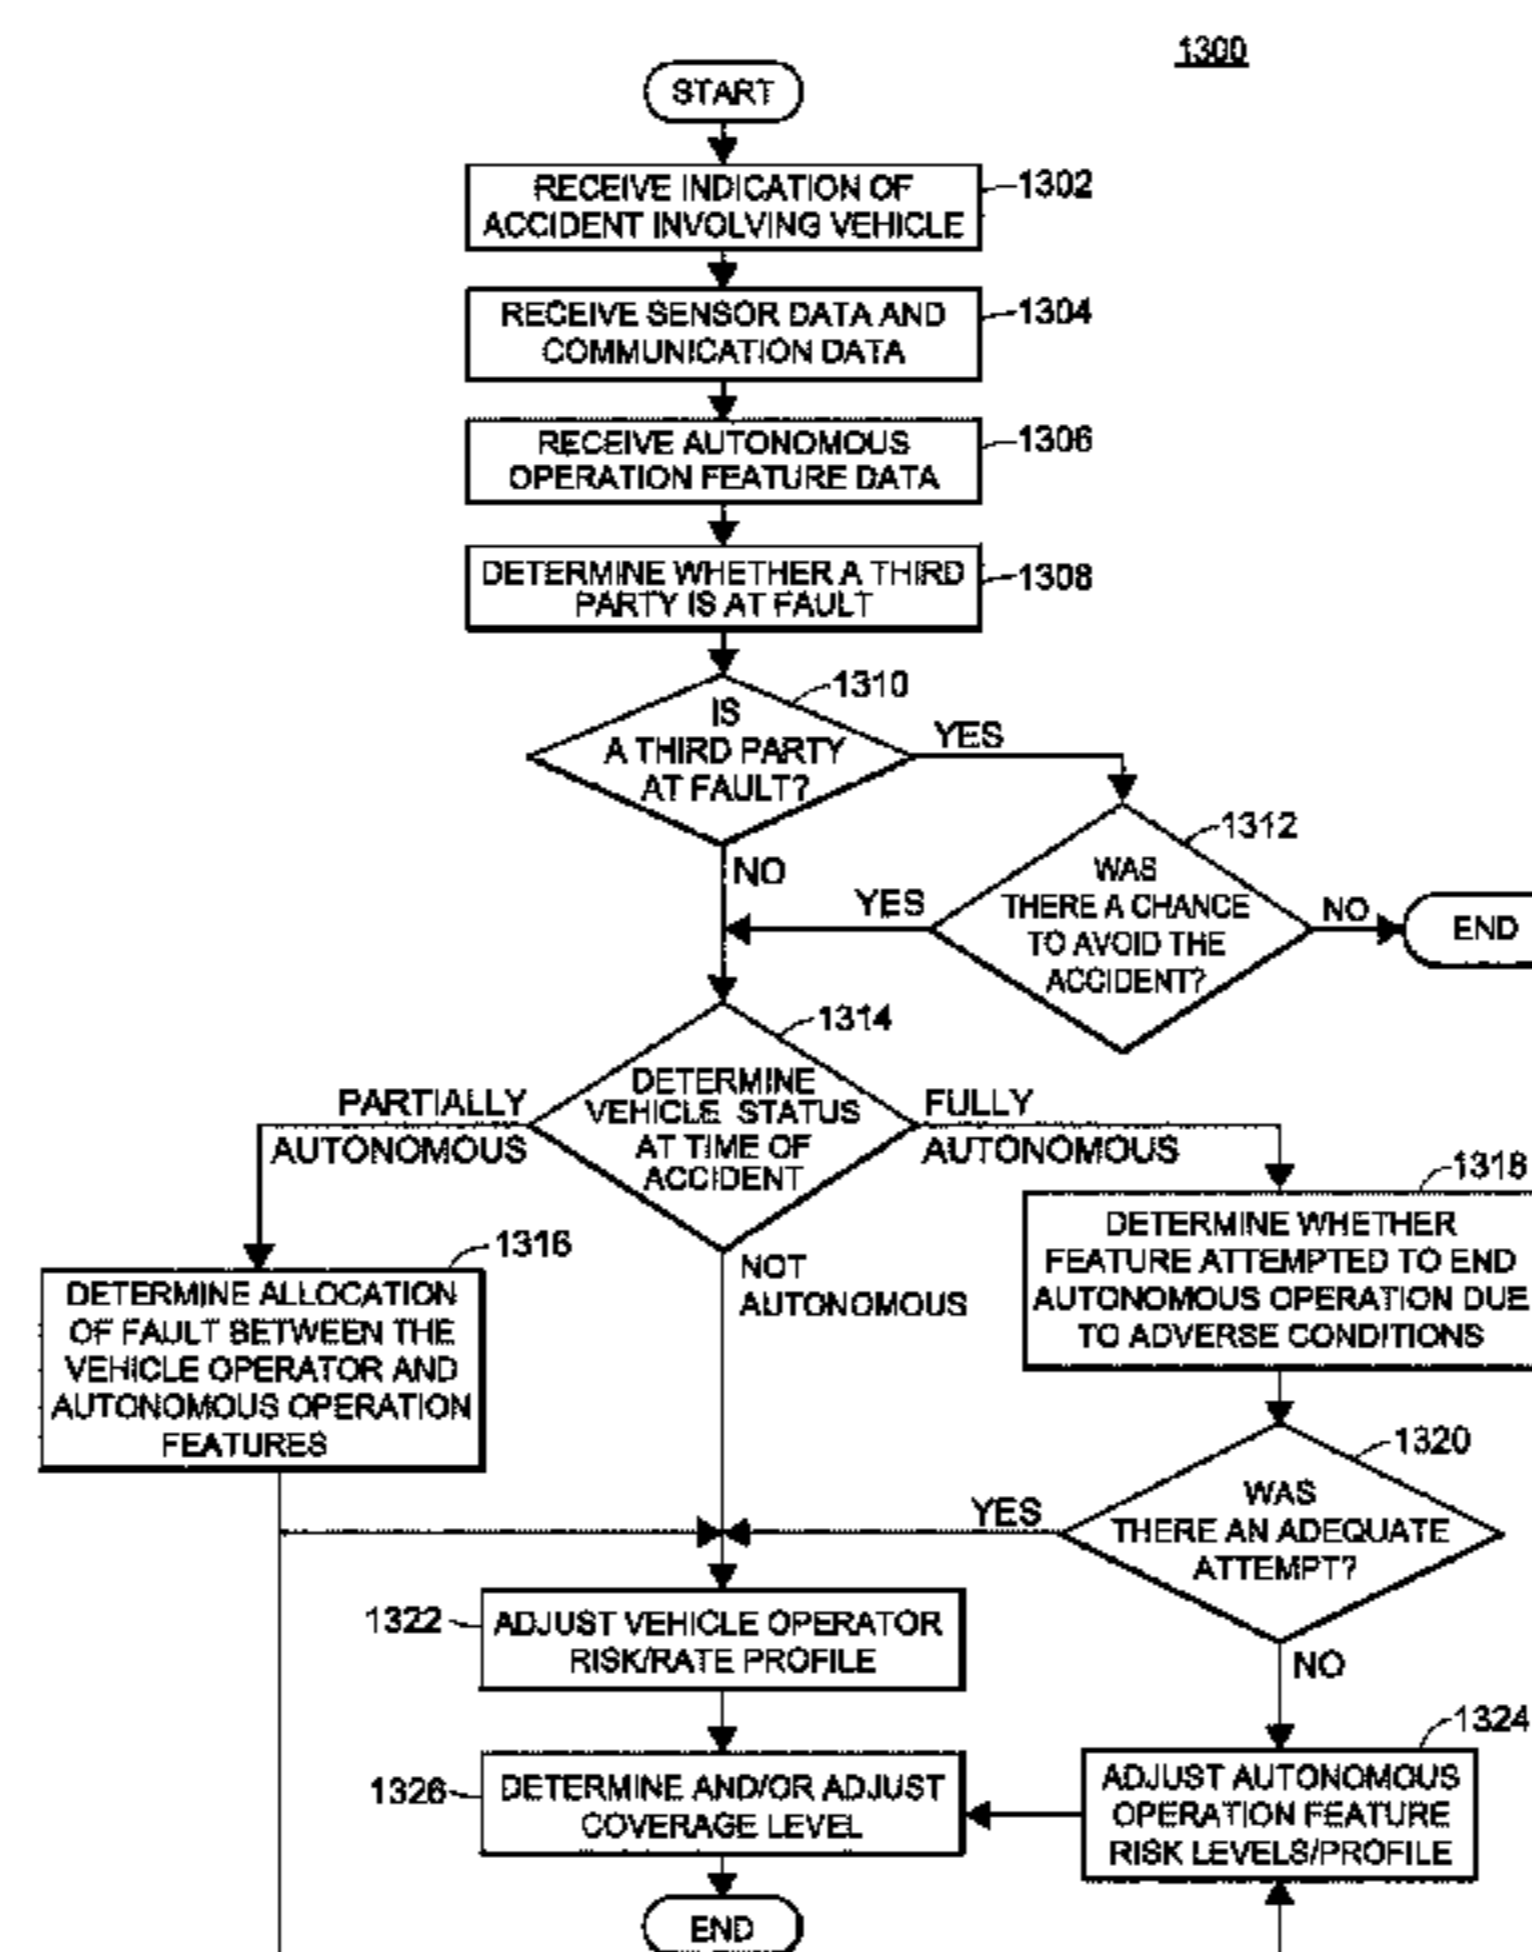 1300
START
RECEIVE INDICATION OF
ACCIDENT INVOLVING VEHICLE
1302
RECEIVE SENSOR DATA AND
COMMUNICATION DATA
1304
RECEIVE AUTONOMOUS
OPERATION FEATURE DATA
1306
DETERMINE WHETHER A THIRD
PARTY IS AT FAULT
1308
1310
IS
A THIRD PARTY
AT FAULT?
YES
NO
1312
WAS
THERE A CHANCE
TO AVOID THE
ACCIDENT?
YES
NO
END
1314
DETERMINE
VEHICLE STATUS
AT TIME OF
ACCIDENT
PARTIALLY
AUTONOMOUS
FULLY
AUTONOMOUS
NOT
AUTONOMOUS
1316
DETERMINE ALLOCATION
OF FAULT BETWEEN THE
VEHICLE OPERATOR AND
AUTONOMOUS OPERATION
FEATURES
1318
DETERMINE WHETHER
FEATURE ATTEMPTED TO END
AUTONOMOUS OPERATION DUE
TO ADVERSE CONDITIONS
1320
WAS
THERE AN ADEQUATE
ATTEMPT?
YES
NO
1322
ADJUST VEHICLE OPERATOR
RISK/RATE PROFILE
1324
ADJUST AUTONOMOUS
OPERATION FEATURE
RISK LEVELS/PROFILE
1326
DETERMINE AND/OR ADJUST
COVERAGE LEVEL
END